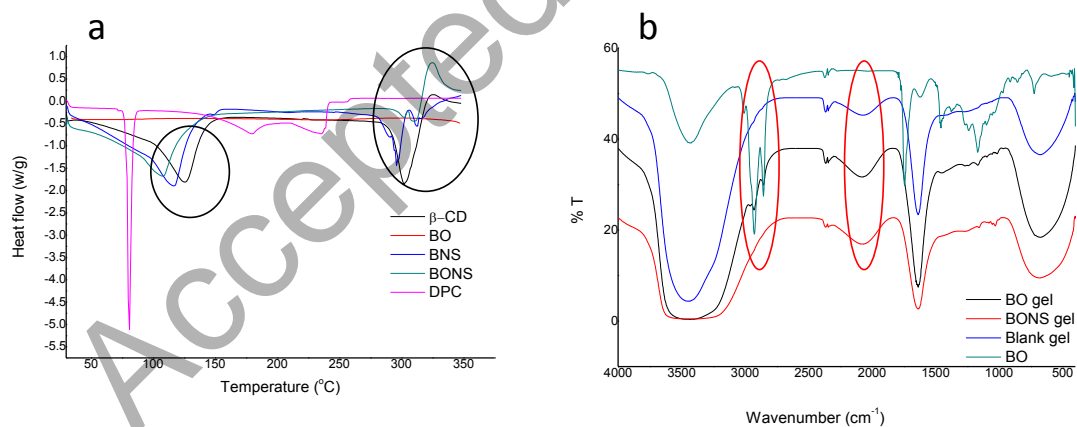 a
1.0
0.5
0.0
-0.5
-1.0
-1.5
-2.0
-2.5
-3.0
-3.5
-4.0
-4.5
-5.0
-5.5
Heat flow (w/g)
50 100 150 200 250 300 350
Temperature (°C)
β–CD
BO
BNS
BONS
DPC
Accepted
b
60
40
20
0
% T
4000 3500 3000 2500 2000 1500 1000 500
Wavenumber (cm⁻¹)
BO gel
BONS gel
Blank gel
BO